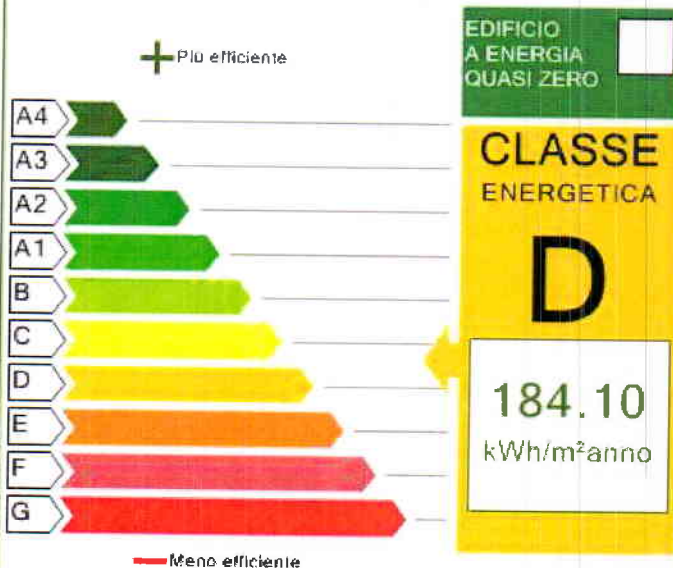 + Più efficiente
A4
A3
A2
A1
B
C
D
E
F
G
Meno efficiente
EDIFICIO
A ENERGIA
QUASI ZERO
CLASSE
ENERGETICA
D
184.10
kWh/m²anno